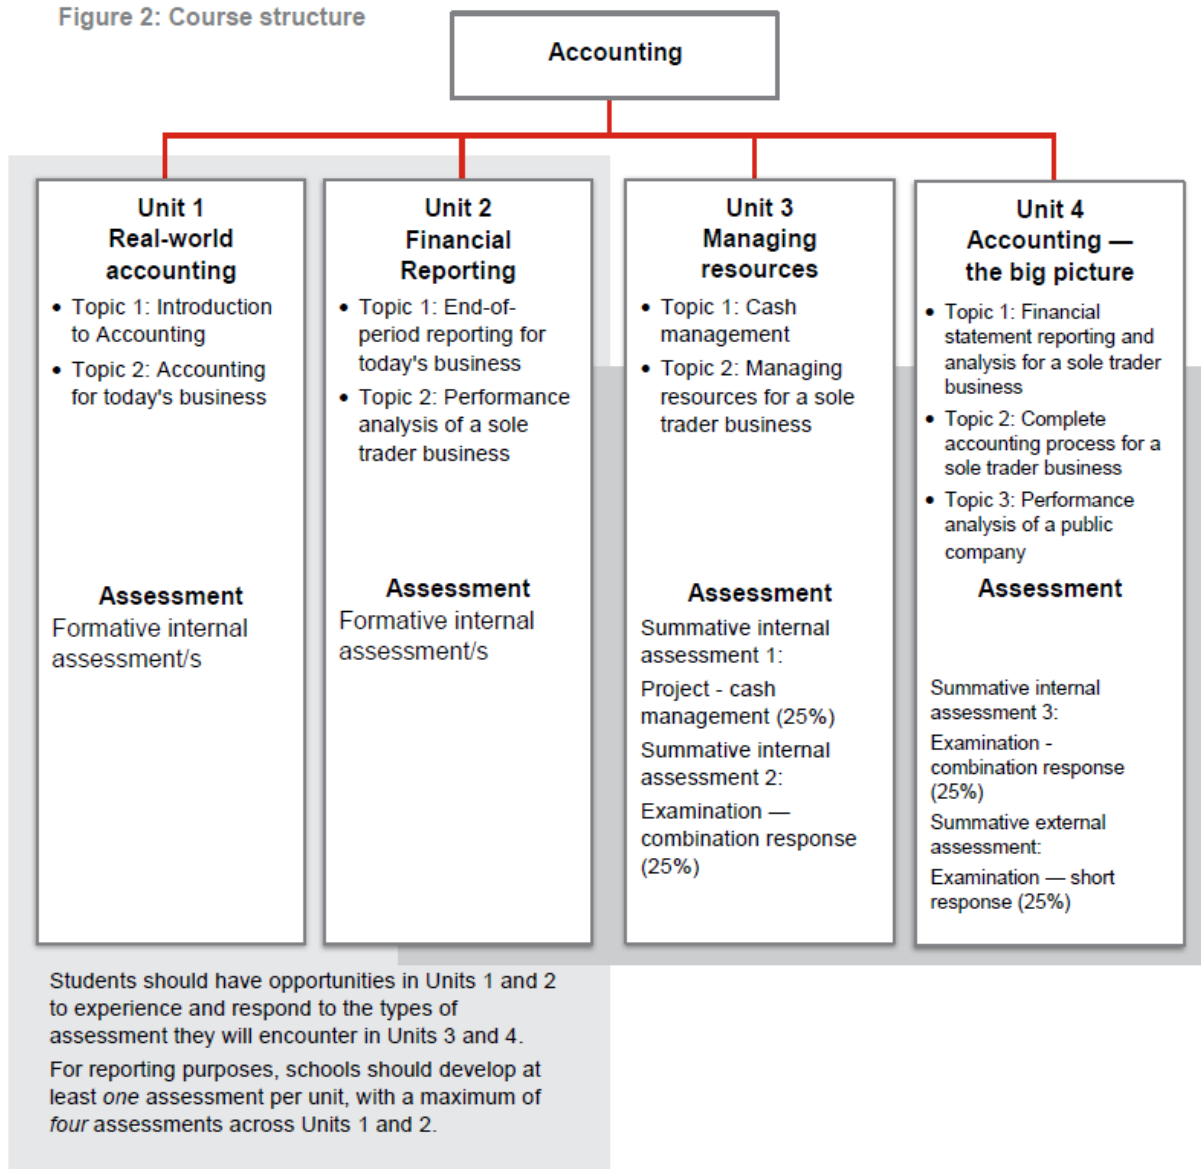 Figure 2: Course structure
Accounting
Unit 1
Real-world
accounting
• Topic 1: Introduction
to Accounting
• Topic 2: Accounting
for today's business
Assessment
Formative internal
assessment/s
Unit 2
Financial
Reporting
• Topic 1: End-of-
period reporting for
today's business
• Topic 2: Performance
analysis of a sole
trader business
Assessment
Formative internal
assessment/s
Unit 3
Managing
resources
• Topic 1: Cash
management
• Topic 2: Managing
resources for a sole
trader business
Assessment
Summative internal
assessment 1:
Project - cash
management (25%)
Summative internal
assessment 2:
Examination —
combination response
(25%)
Unit 4
Accounting —
the big picture
• Topic 1: Financial
statement reporting and
analysis for a sole trader
business
• Topic 2: Complete
accounting process for a
sole trader business
• Topic 3: Performance
analysis of a public
company
Assessment
Summative internal
assessment 3:
Examination -
combination response
(25%)
Summative external
assessment:
Examination — short
response (25%)
Students should have opportunities in Units 1 and 2
to experience and respond to the types of
assessment they will encounter in Units 3 and 4.
For reporting purposes, schools should develop at
least one assessment per unit, with a maximum of
four assessments across Units 1 and 2.